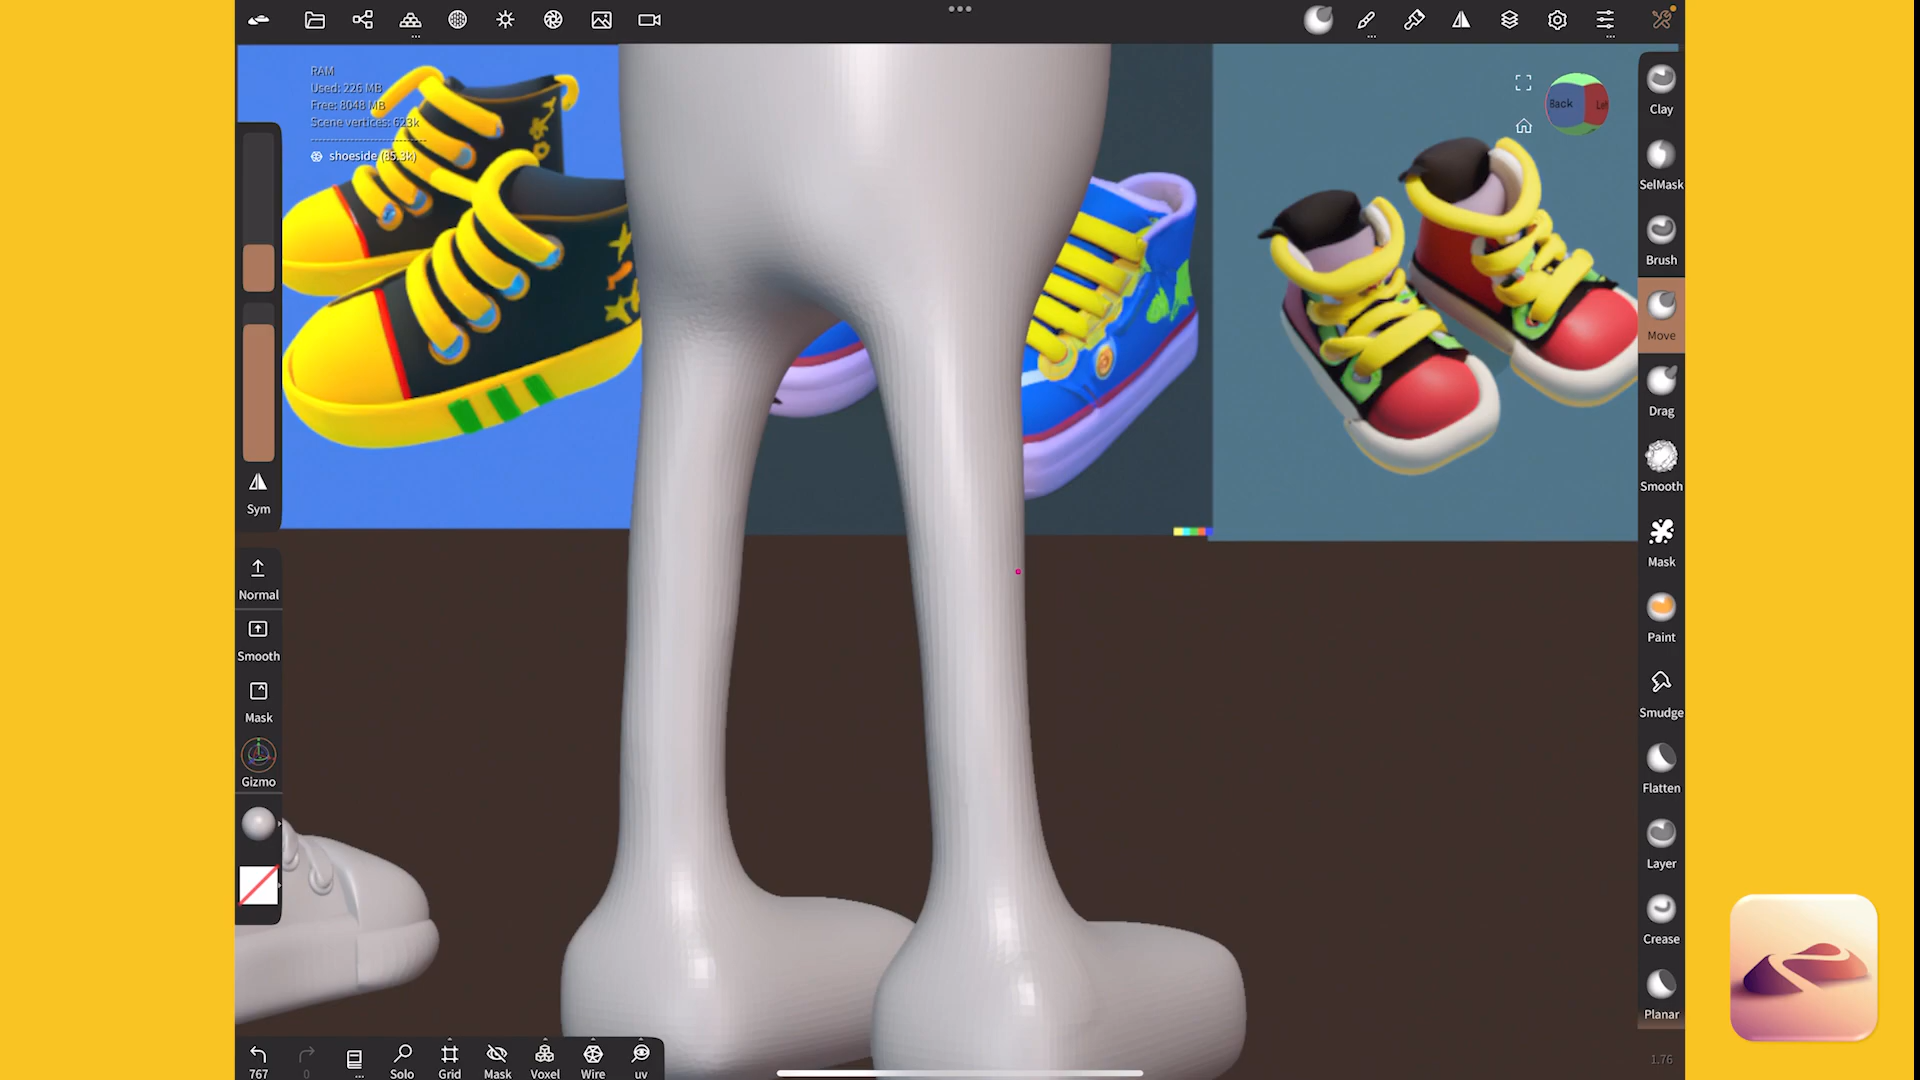 RAM
Used: 226 MB
Free: 8048 MB
Scene vertices: 623k
shoeside (85.3k)
Back
Left
Sym
Normal
Smooth
Mask
Gizmo
Clay
SelMask
Brush
Move
Drag
Smooth
Mask
Paint
Smudge
Flatten
Layer
Crease
Planar
767
0
Solo
Grid
Mask
Voxel
Wire
uv
1.76